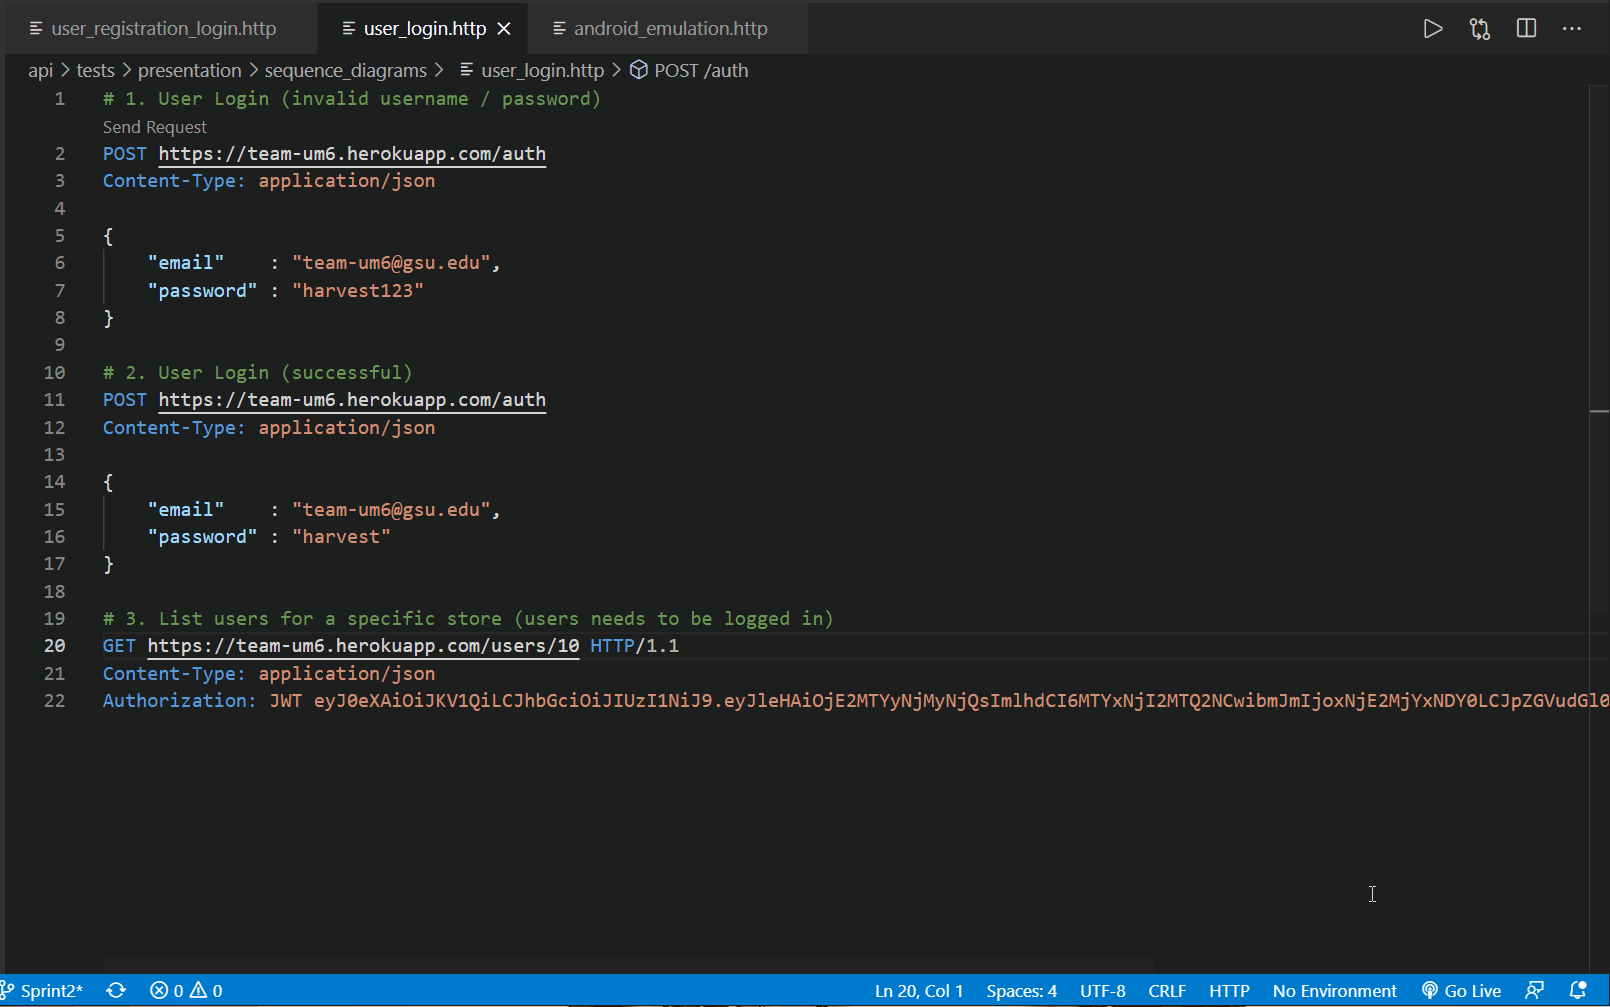 user_registration_login.http user_login.http android_emulation.http
api > tests > presentation > sequence_diagrams > user_login.http > POST /auth
1 # 1. User Login (invalid username / password)
Send Request
2 POST https://team-um6.herokuapp.com/auth
3 Content-Type: application/json
4
5 {
6 "email" : "team-um6@gsu.edu",
7 "password" : "harvest123"
8 }
9
10 # 2. User Login (successful)
11 POST https://team-um6.herokuapp.com/auth
12 Content-Type: application/json
13
14 {
15 "email" : "team-um6@gsu.edu",
16 "password" : "harvest"
17 }
18
19 # 3. List users for a specific store (users needs to be logged in)
20 GET https://team-um6.herokuapp.com/users/10 HTTP/1.1
21 Content-Type: application/json
22 Authorization: JWT eyJ0eXAiOiJKV1QiLCJhbGciOiJIUzI1NiJ9.eyJleHAiOjE2MTYyNjMyNjQsImlhdCI6MTYxNjI2MTQ2NCwibmJmIjoxNjE2MjYxNDY0LCJpZGVudGl0
Sprint2* 0 0 Ln 20, Col 1 Spaces: 4 UTF-8 CRLF HTTP No Environment Go Live